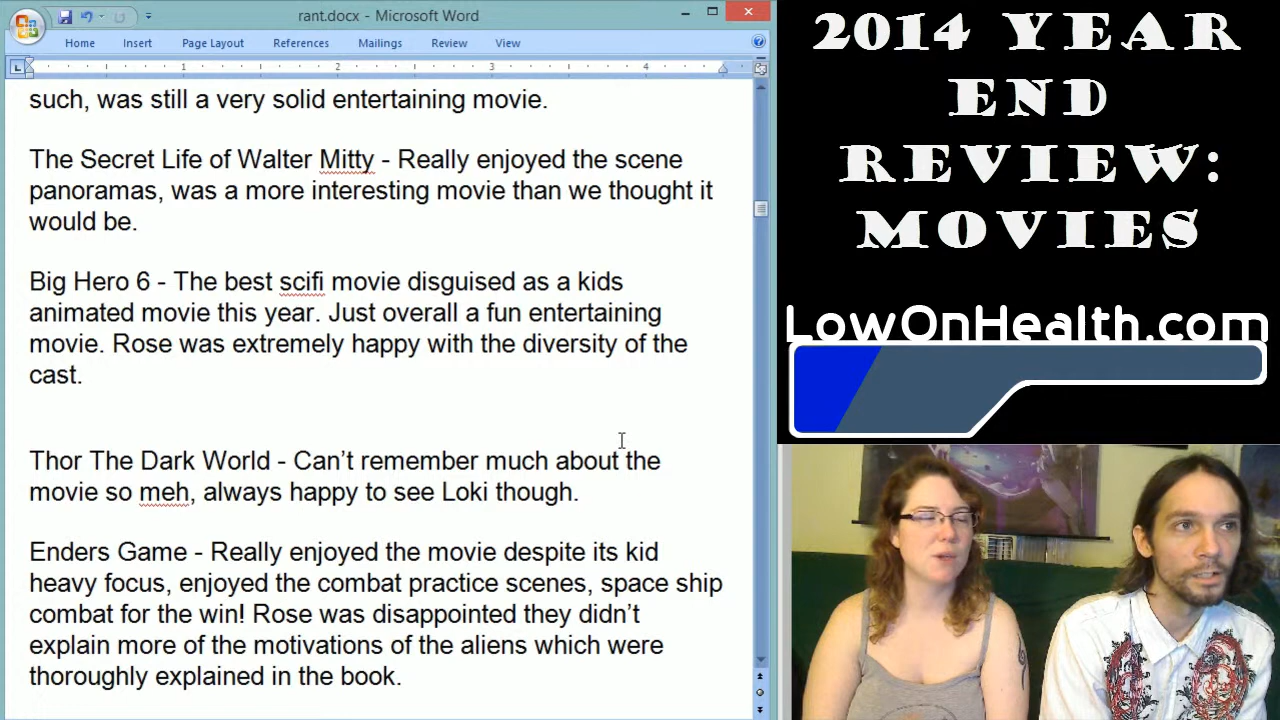 rant.docx - Microsoft Word
Home Insert Page Layout References Mailings Review View
1 2 3 4
such, was still a very solid entertaining movie.
The Secret Life of Walter Mitty - Really enjoyed the scene
panoramas, was a more interesting movie than we thought it
would be.
Big Hero 6 - The best scifi movie disguised as a kids
animated movie this year. Just overall a fun entertaining
movie. Rose was extremely happy with the diversity of the
cast.
Thor The Dark World - Can’t remember much about the
movie so meh, always happy to see Loki though.
Enders Game - Really enjoyed the movie despite its kid
heavy focus, enjoyed the combat practice scenes, space ship
combat for the win! Rose was disappointed they didn’t
explain more of the motivations of the aliens which were
thoroughly explained in the book.
2014 YEAR
END
REVIEW:
MOVIES
LowOnHealth.com